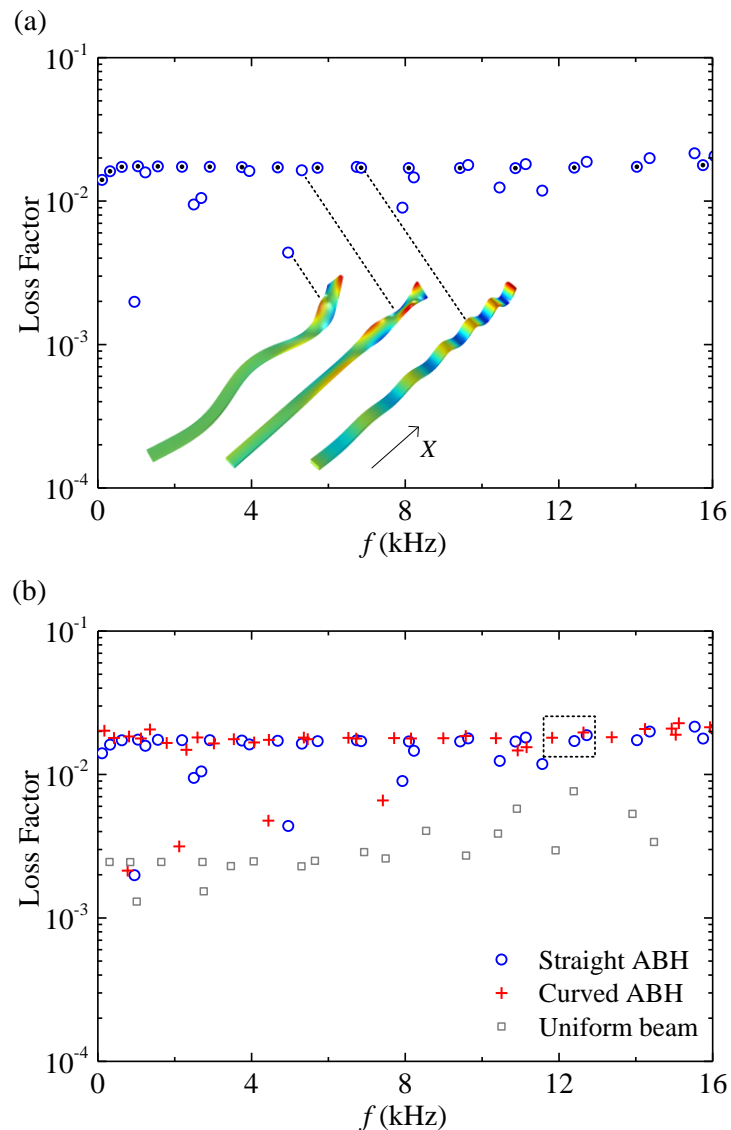 (a)
10^-1
10^-2
10^-3
10^-4
Loss Factor
X
0 4 8 12 16
f (kHz)
(b)
10^-1
10^-2
10^-3
10^-4
Loss Factor
Straight ABH
Curved ABH
Uniform beam
0 4 8 12 16
f (kHz)